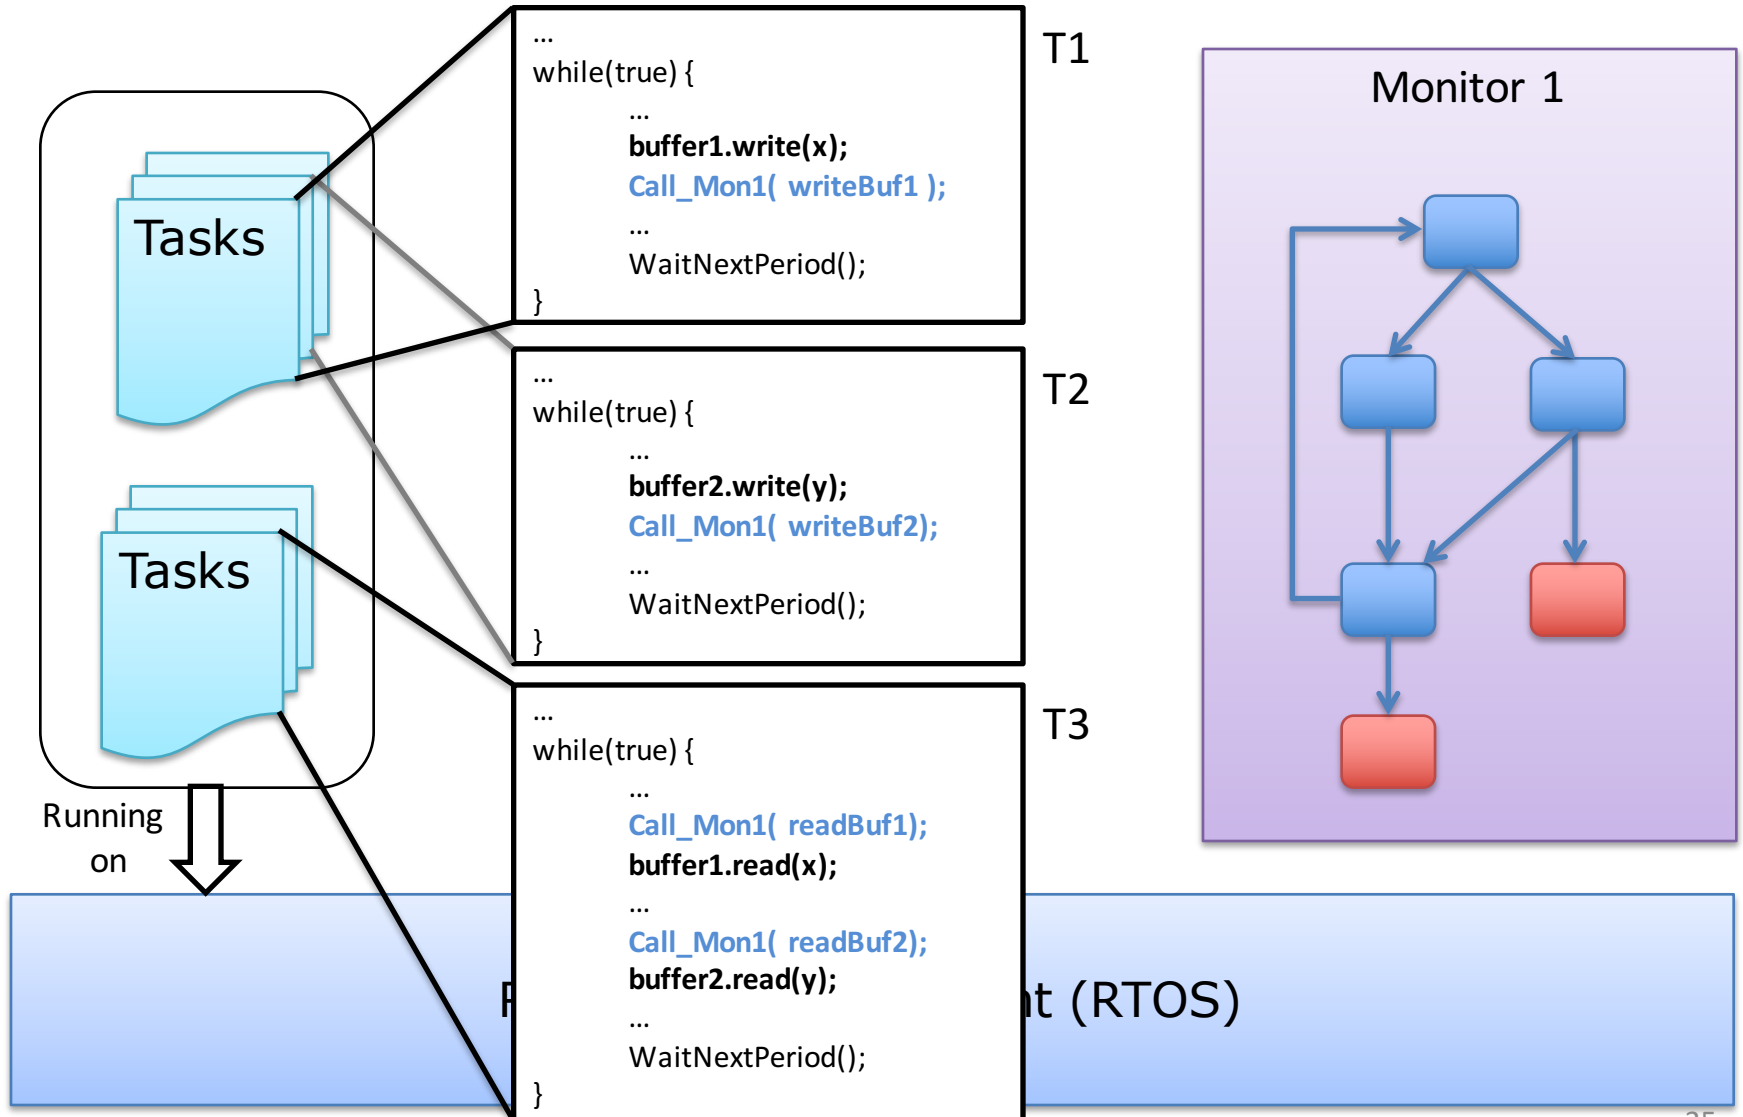 Tasks
Tasks
Running
on
...
while(true) {
...
buffer1.write(x);
Call_Mon1( writeBuf1 );
...
WaitNextPeriod();
}
T1
...
while(true) {
...
buffer2.write(y);
Call_Mon1( writeBuf2);
...
WaitNextPeriod();
}
T2
...
while(true) {
...
Call_Mon1( readBuf1);
buffer1.read(x);
...
Call_Mon1( readBuf2);
buffer2.read(y);
...
WaitNextPeriod();
}
T3
Monitor 1
(RTOS)